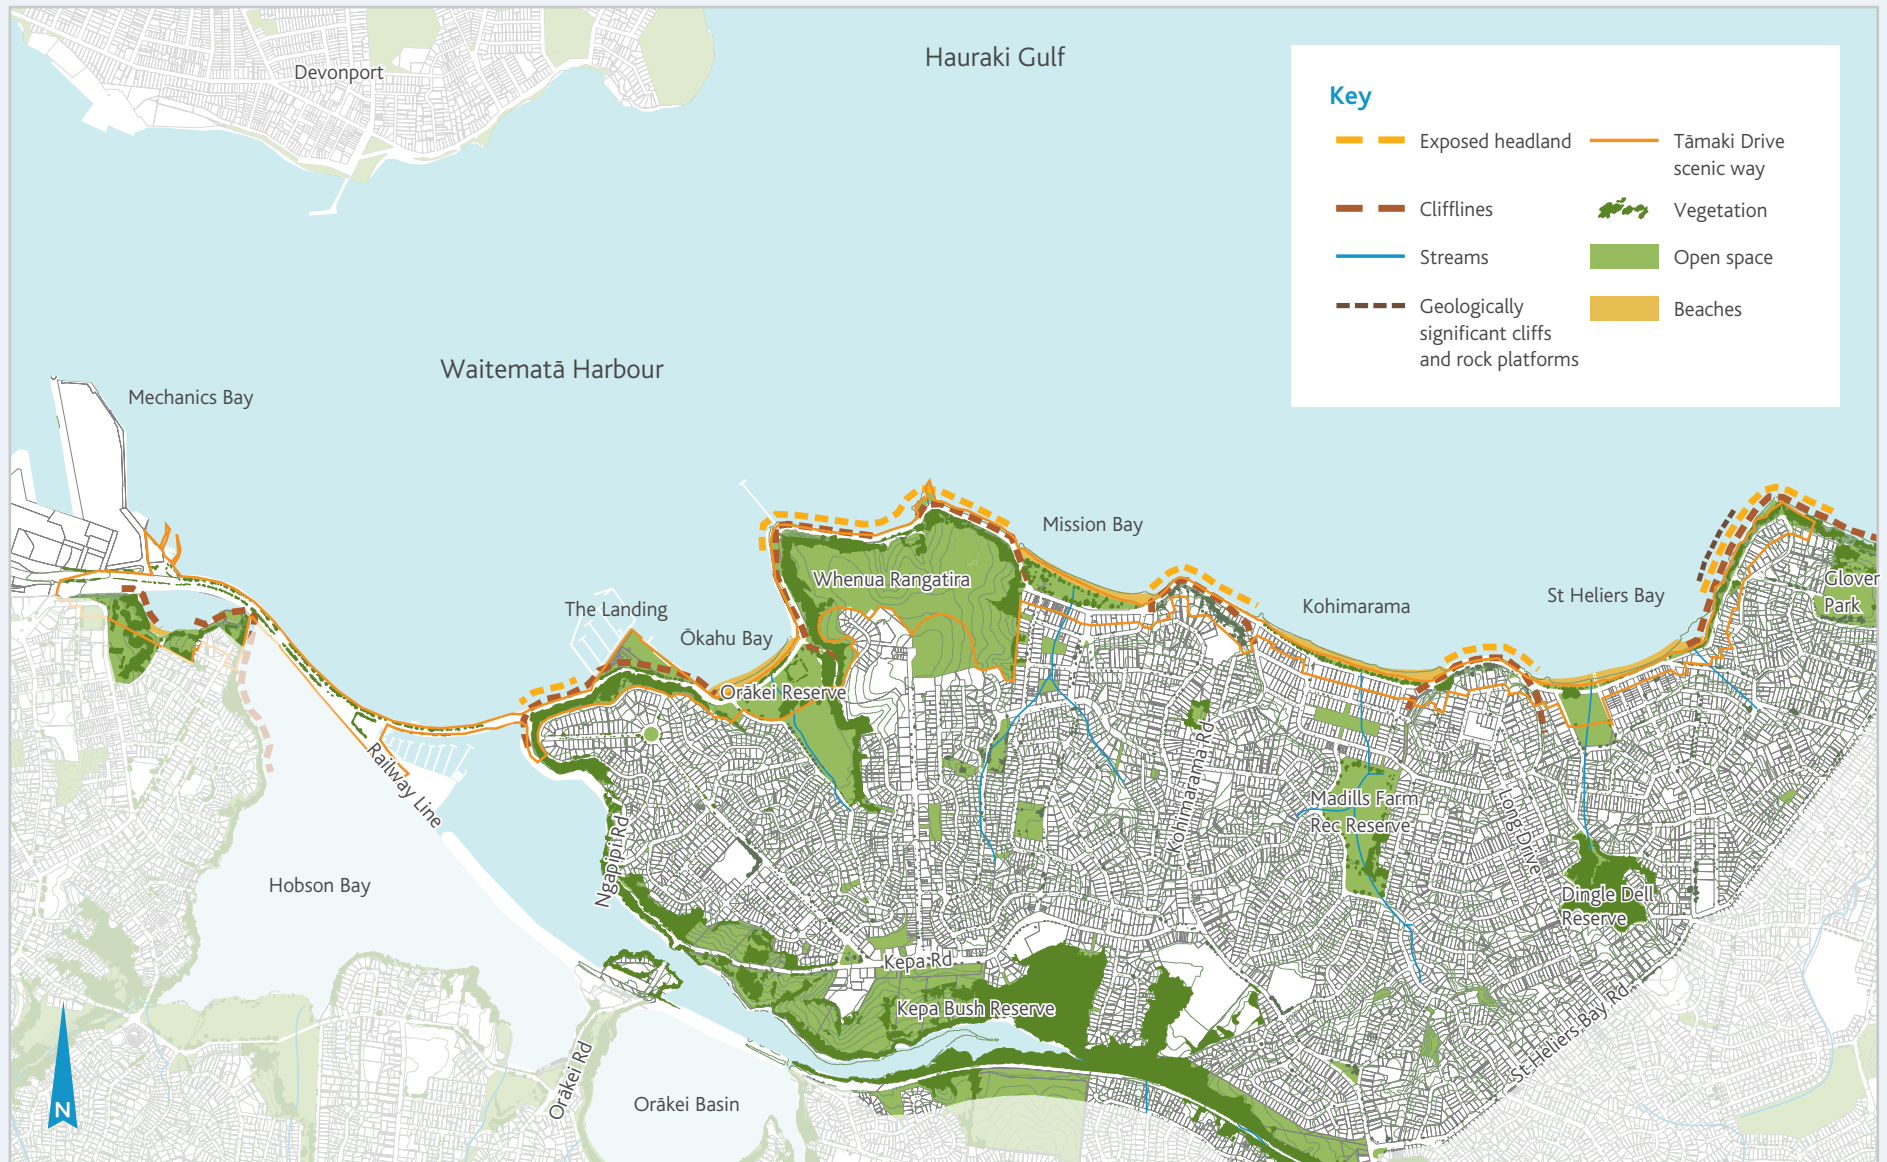 Hauraki Gulf
Devonport
Key
Exposed headland
Tāmaki Drive
scenic way
Clifflines
Vegetation
Streams
Open space
Geologically
significant cliffs
and rock platforms
Beaches
Waitematā Harbour
Mechanics Bay
Mission Bay
Whenua Rangatira
Glover
Park
St Heliers Bay
Kohimarama
The Landing
Ōkahu Bay
Orākei Reserve
Railway Line
Kohimarama Rd
Madills Farm
Rec Reserve
Long Drive
Ngapipi Rd
Hobson Bay
Dingle Dell
Reserve
Kepa Rd
Kepa Bush Reserve
St Heliers Bay Rd
Orākei Rd
Orākei Basin
N